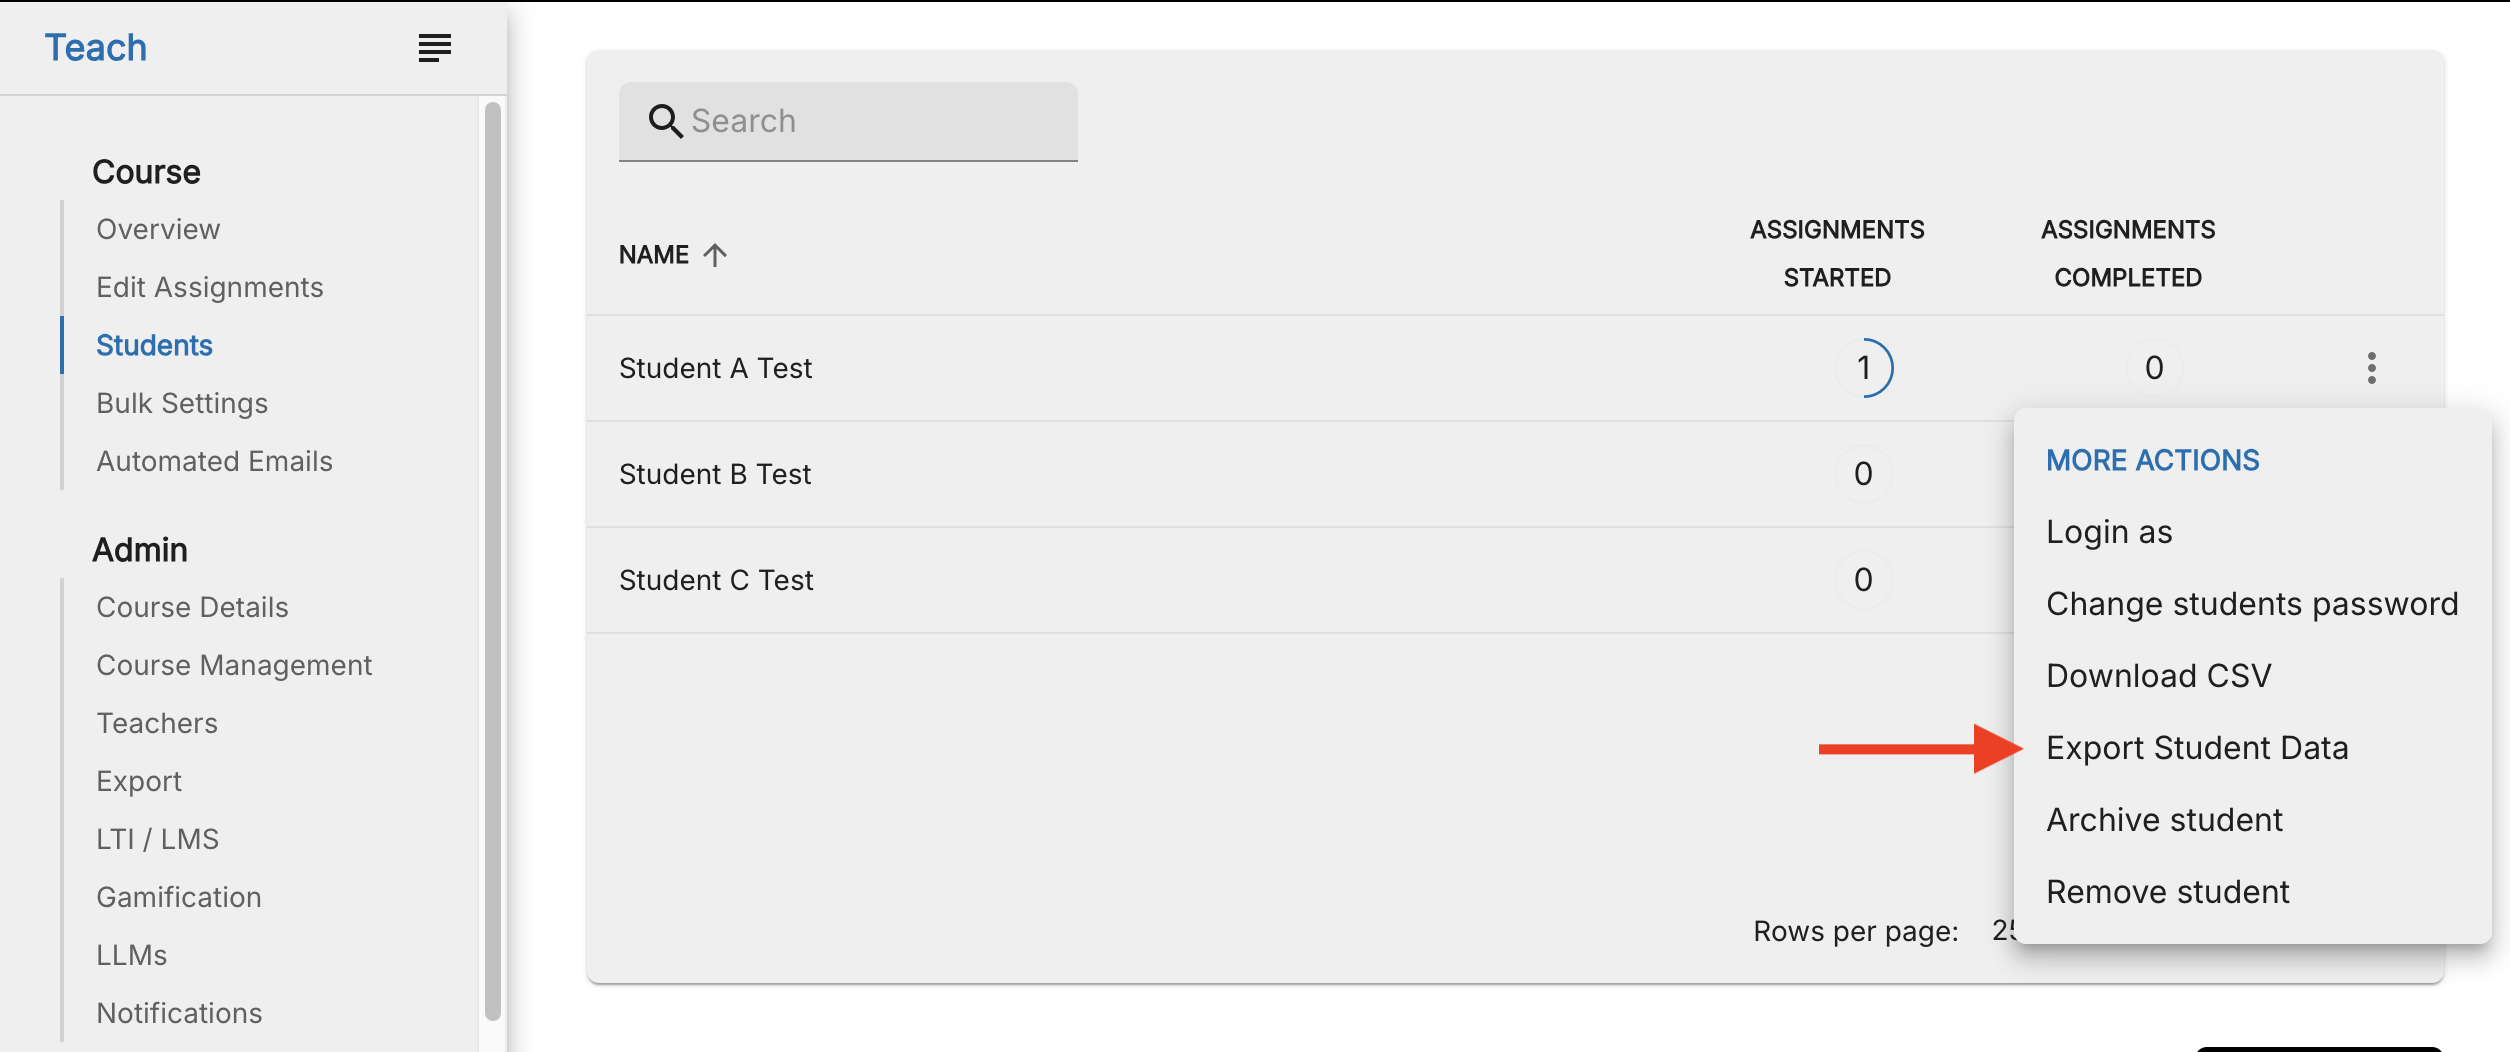 Teach
Course
Overview
Edit Assignments
Students
Bulk Settings
Automated Emails
Admin
Course Details
Course Management
Teachers
Export
LTI / LMS
Gamification
LLMs
Notifications
Search
NAME
ASSIGNMENTS STARTED
ASSIGNMENTS COMPLETED
Student A Test 1 0
Student B Test 0
Student C Test 0
MORE ACTIONS
Login as
Change students password
Download CSV
Export Student Data
Archive student
Remove student
Rows per page: 25